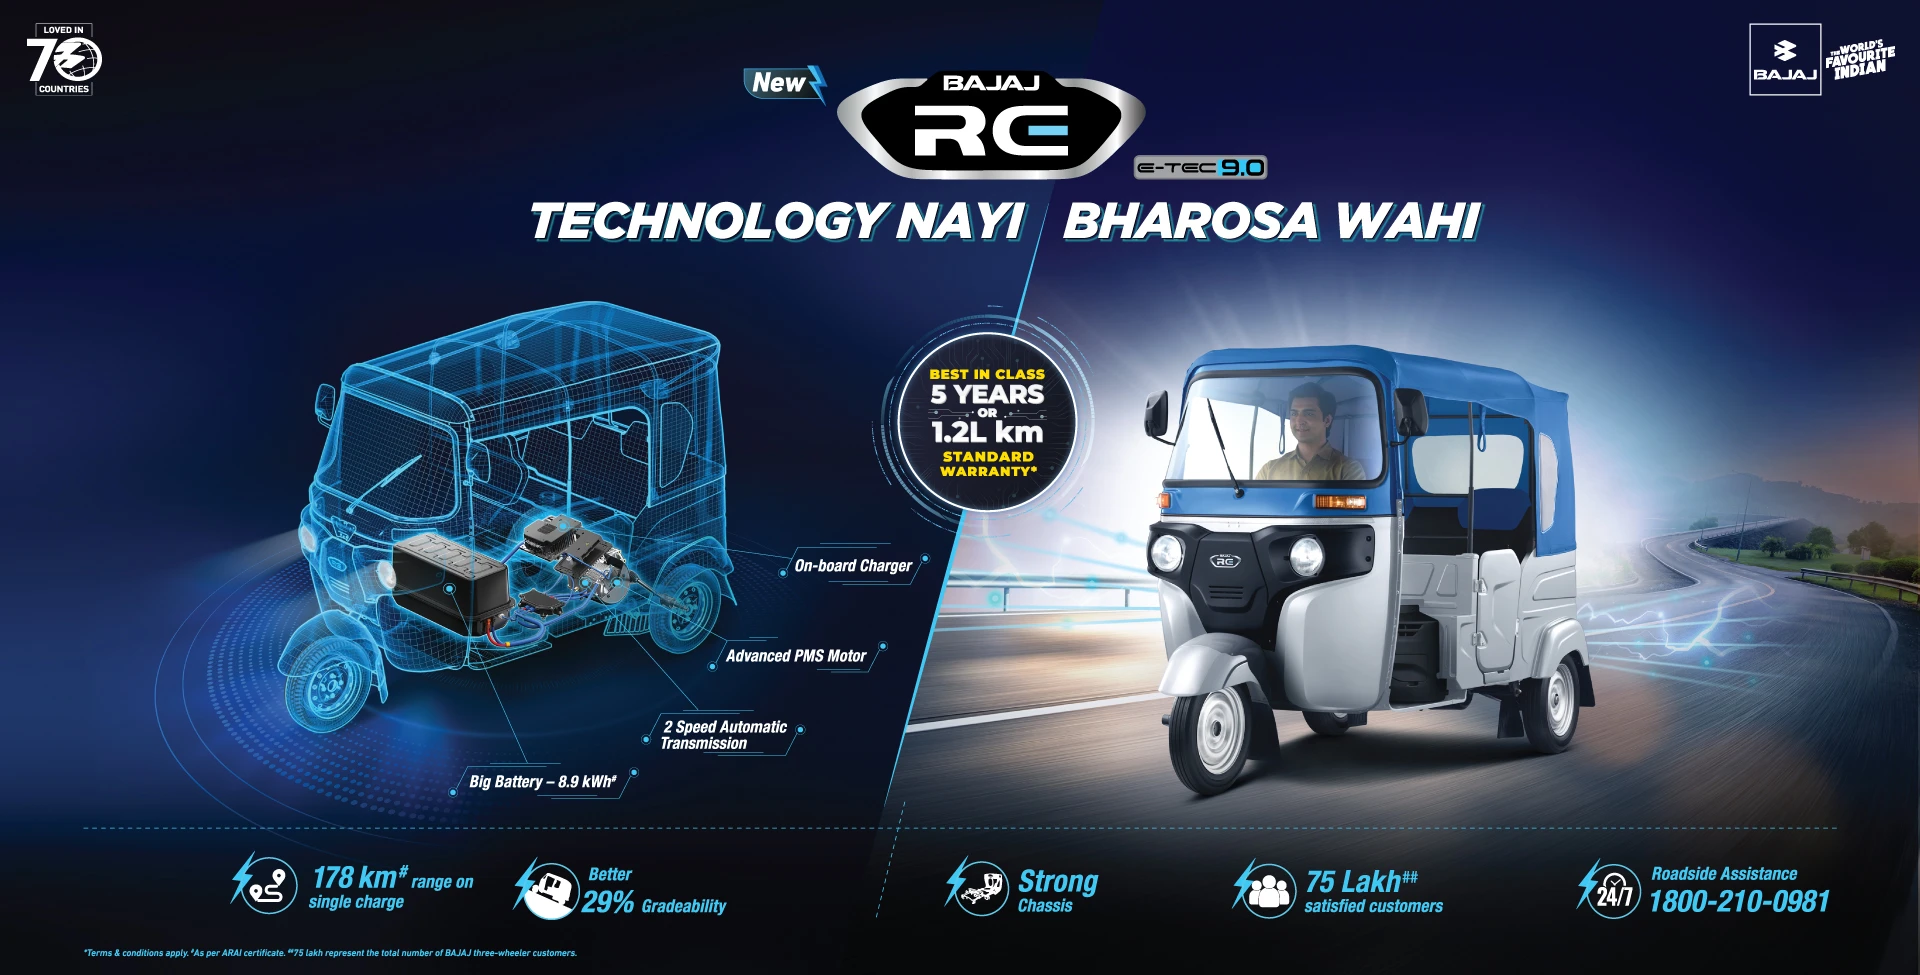 LOVED IN
70
COUNTRIES
New
BAJAJ
RE
E-TEC 9.0
BAJAJ
THE WORLD'S
FAVOURITE
INDIAN
TECHNOLOGY NAYI BHAROSA WAHI
BEST IN CLASS
5 YEARS
OR
1.2L km
STANDARD
WARRANTY*
On-board Charger
Advanced PMS Motor
2 Speed Automatic
Transmission
Big Battery – 8.9 kWh#
BAJAJ
RE
178 km# range on
single charge
Better
29% Gradeability
Strong
Chassis
75 Lakh##
satisfied customers
24/7
Roadside Assistance
1800-210-0981
*Terms & conditions apply. #As per ARAI certificate. ##75 lakh represent the total number of BAJAJ three-wheeler customers.